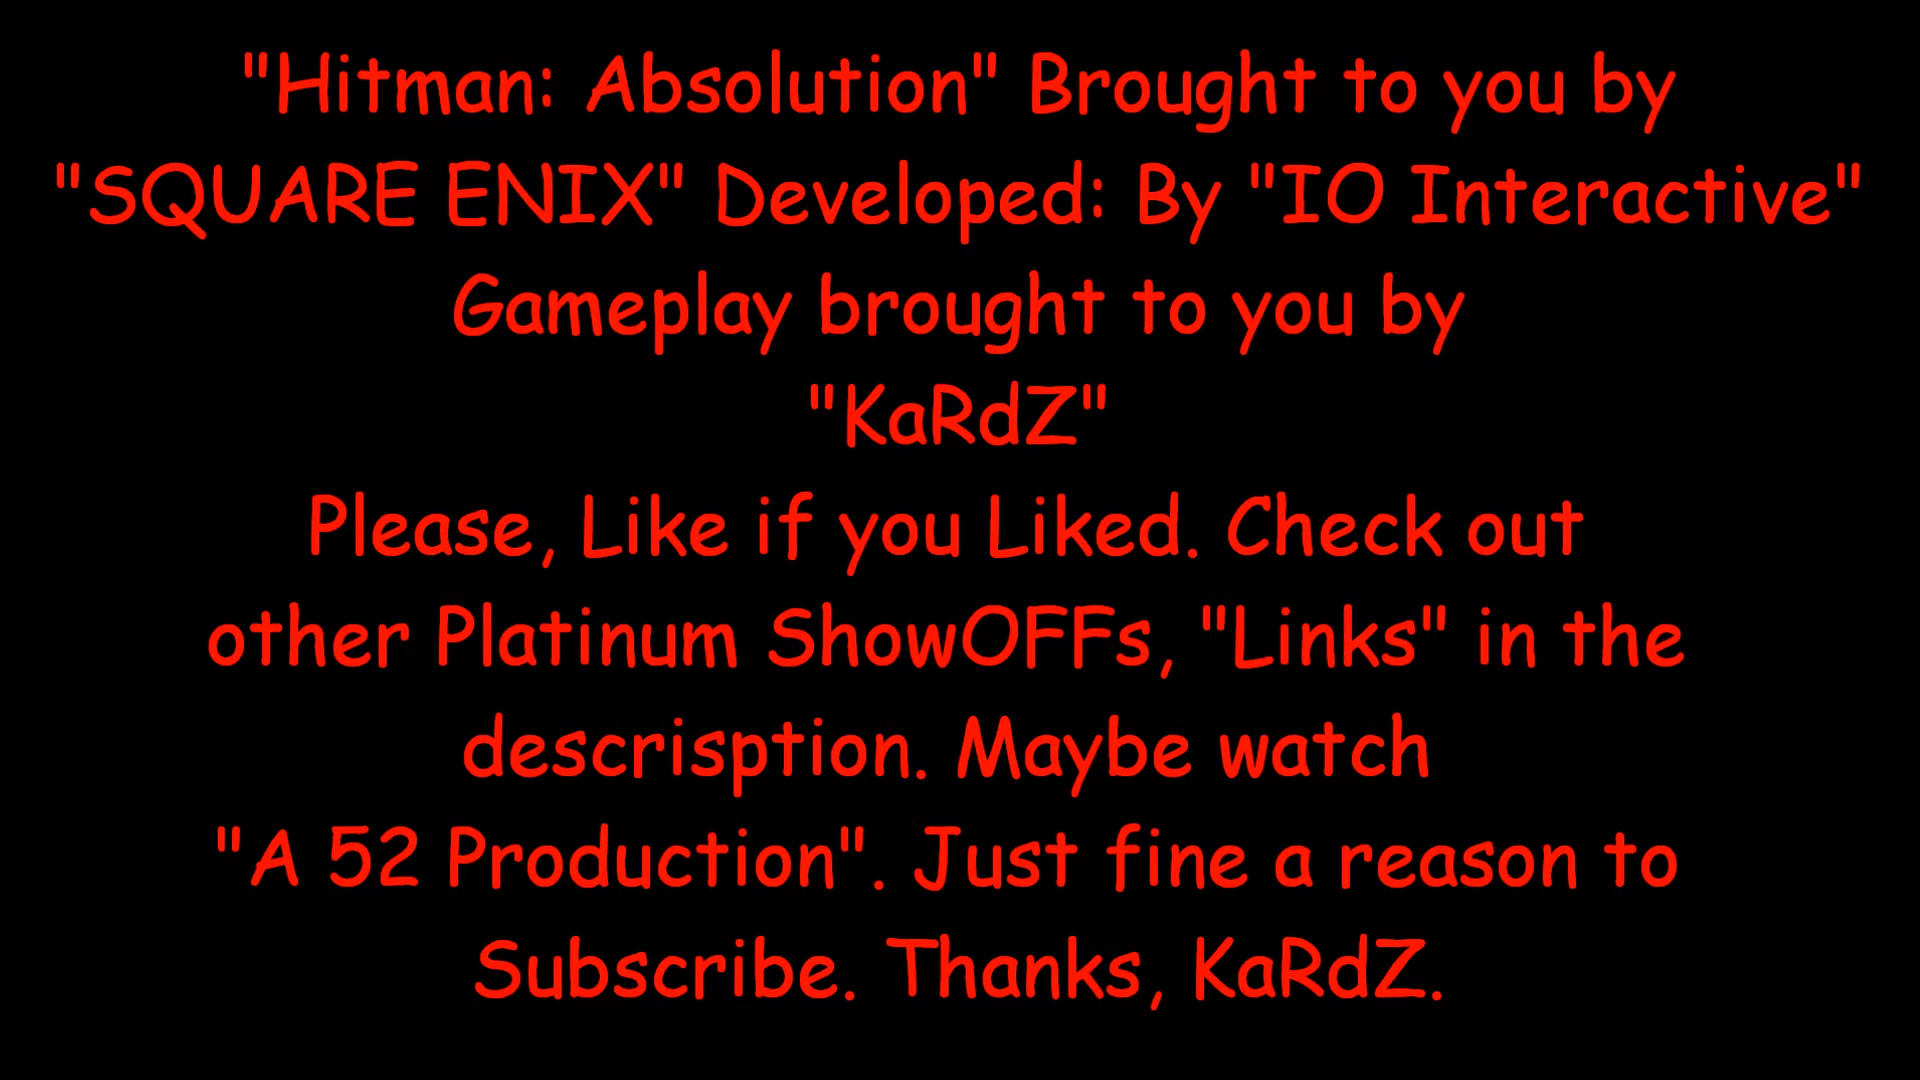 "Hitman: Absolution" Brought to you by
"SQUARE ENIX" Developed: By "IO Interactive"
Gameplay brought to you by
"KaRdZ"
Please, Like if you Liked. Check out
other Platinum ShowOFFs, "Links" in the
descrisption. Maybe watch
"A 52 Production". Just fine a reason to
Subscribe. Thanks, KaRdZ.